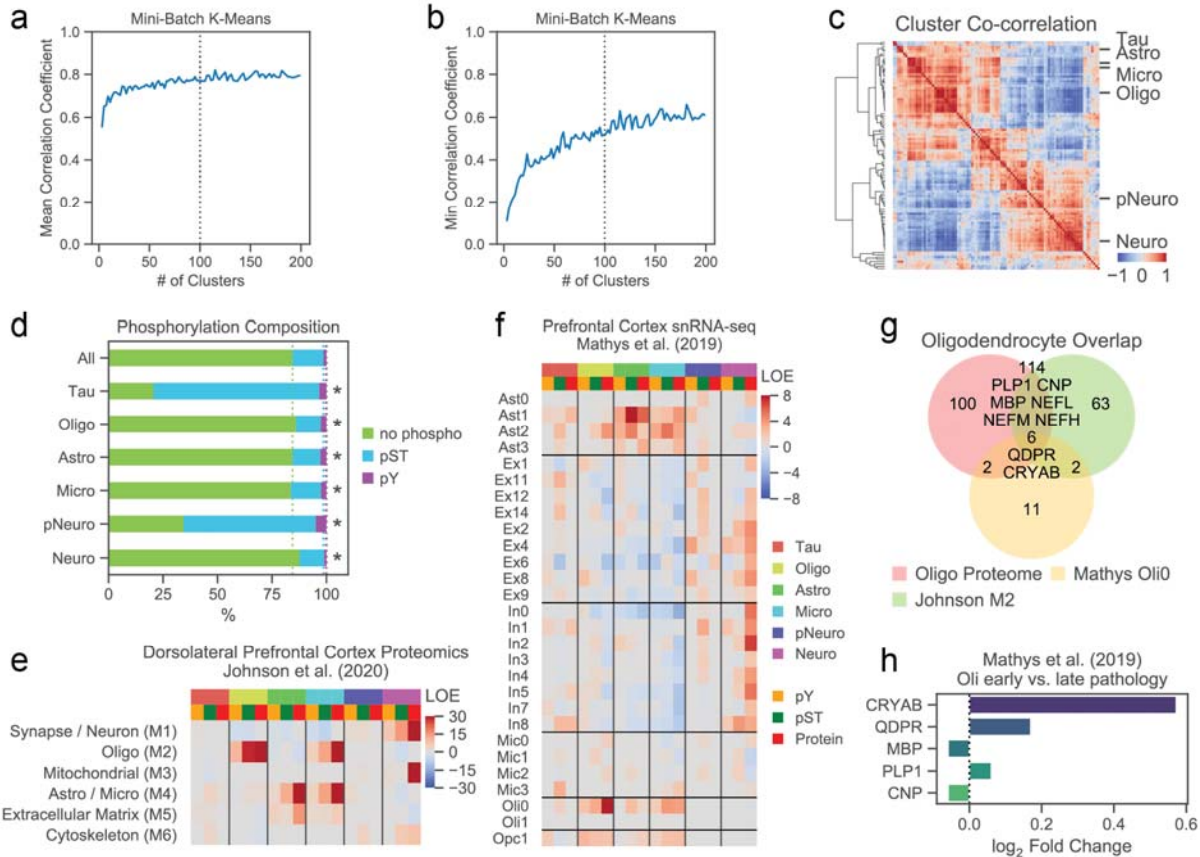 a
Mini-Batch K-Means
Mean Correlation Coefficient
1.0
0.8
0.6
0.4
0.2
0.0
0 50 100 150 200
# of Clusters
b
Mini-Batch K-Means
Min Correlation Coefficient
1.0
0.8
0.6
0.4
0.2
0.0
0 50 100 150 200
# of Clusters
c
Cluster Co-correlation
Tau
Astro
Micro
Oligo
pNeuro
Neuro
−1 0 1
d
Phosphorylation Composition
All
Tau *
Oligo *
Astro *
Micro *
pNeuro *
Neuro *
0 25 50 75 100
%
no phospho
pST
pY
e
Dorsolateral Prefrontal Cortex Proteomics
Johnson et al. (2020)
LOE
30
15
0
−15
−30
Synapse / Neuron (M1)
Oligo (M2)
Mitochondrial (M3)
Astro / Micro (M4)
Extracellular Matrix (M5)
Cytoskeleton (M6)
f
Prefrontal Cortex snRNA-seq
Mathys et al. (2019)
LOE
8
4
0
−4
−8
Ast0
Ast1
Ast2
Ast3
Ex1
Ex11
Ex12
Ex14
Ex2
Ex4
Ex6
Ex8
Ex9
In0
In1
In2
In3
In4
In5
In7
In8
Mic0
Mic1
Mic2
Mic3
Oli0
Oli1
Opc1
Tau
Oligo
Astro
Micro
pNeuro
Neuro
pY
pST
Protein
g
Oligodendrocyte Overlap
114
PLP1 CNP
100 MBP NEFL 63
NEFM NEFH
6
QDPR
2 CRYAB 2
11
Oligo Proteome
Mathys Oli0
Johnson M2
h
Mathys et al. (2019)
Oli early vs. late pathology
CRYAB
QDPR
MBP
PLP1
CNP
0.0 0.2 0.4 0.6
log2 Fold Change